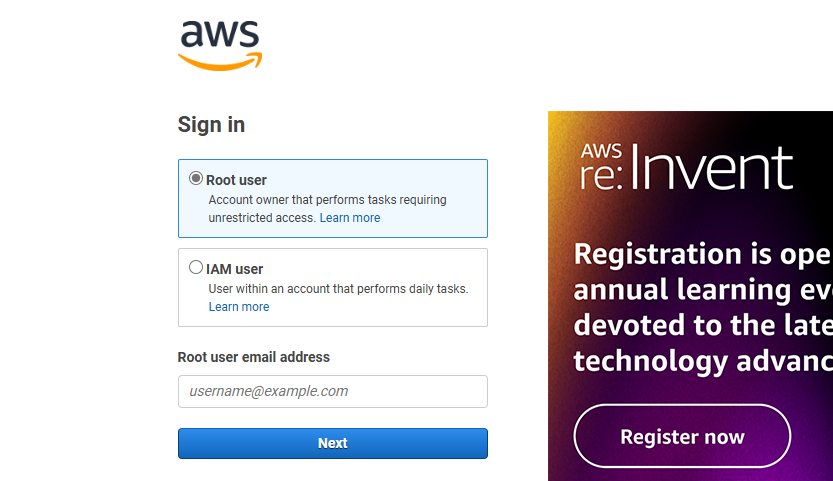 aws
Sign in
Root user
Account owner that performs tasks requiring
unrestricted access. Learn more
IAM user
User within an account that performs daily tasks.
Learn more
Root user email address
username@example.com
Next
AWS
re:Invent
Registration is ope
annual learning ev
devoted to the late
technology advanc
Register now